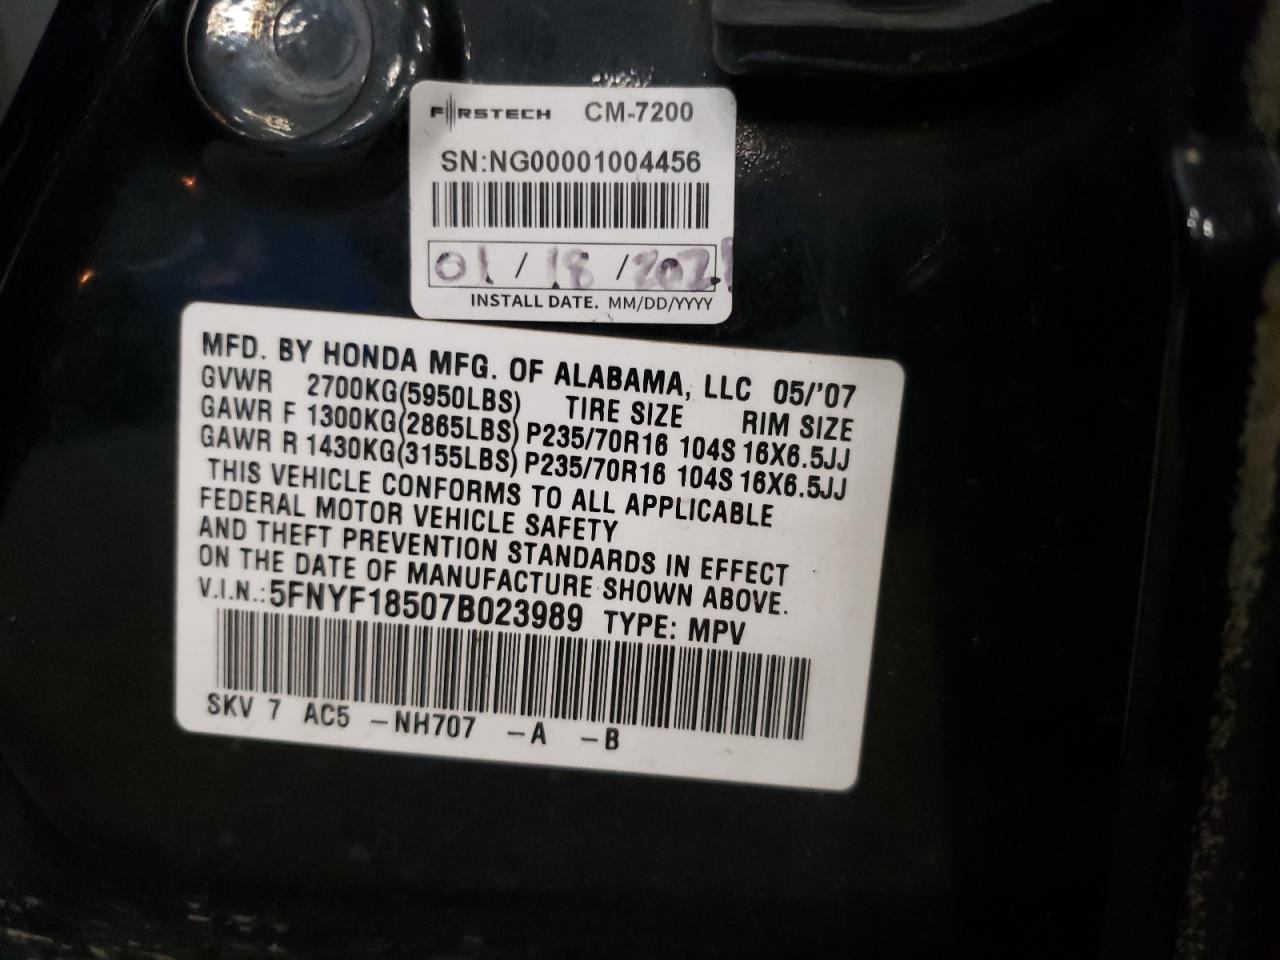 FIRSTECH CM-7200
SN:NG00001004456
01 / 18 / 2021
INSTALL DATE. MM/DD/YYYY
MFD. BY HONDA MFG. OF ALABAMA, LLC 05/'07
GVWR 2700KG(5950LBS) TIRE SIZE RIM SIZE
GAWR F 1300KG(2865LBS) P235/70R16 104S 16X6.5JJ
GAWR R 1430KG(3155LBS) P235/70R16 104S 16X6.5JJ
THIS VEHICLE CONFORMS TO ALL APPLICABLE
FEDERAL MOTOR VEHICLE SAFETY
AND THEFT PREVENTION STANDARDS IN EFFECT
ON THE DATE OF MANUFACTURE SHOWN ABOVE.
V.I.N.: 5FNYF18507B023989 TYPE: MPV
SKV 7 AC5 -NH707 -A -B